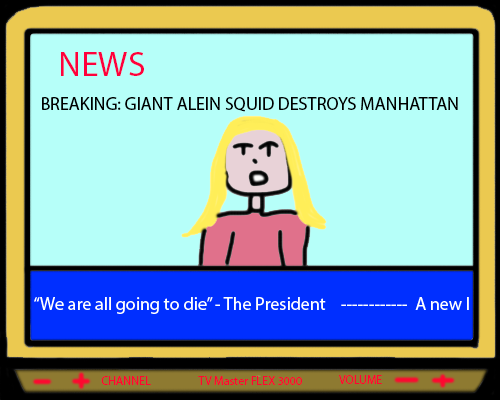 NEWS
BREAKING: GIANT ALEIN SQUID DESTROYS MANHATTAN
“We are all going to die” - The President ------------ A new l
— + CHANNEL TV Master FLEX 3000 VOLUME — +